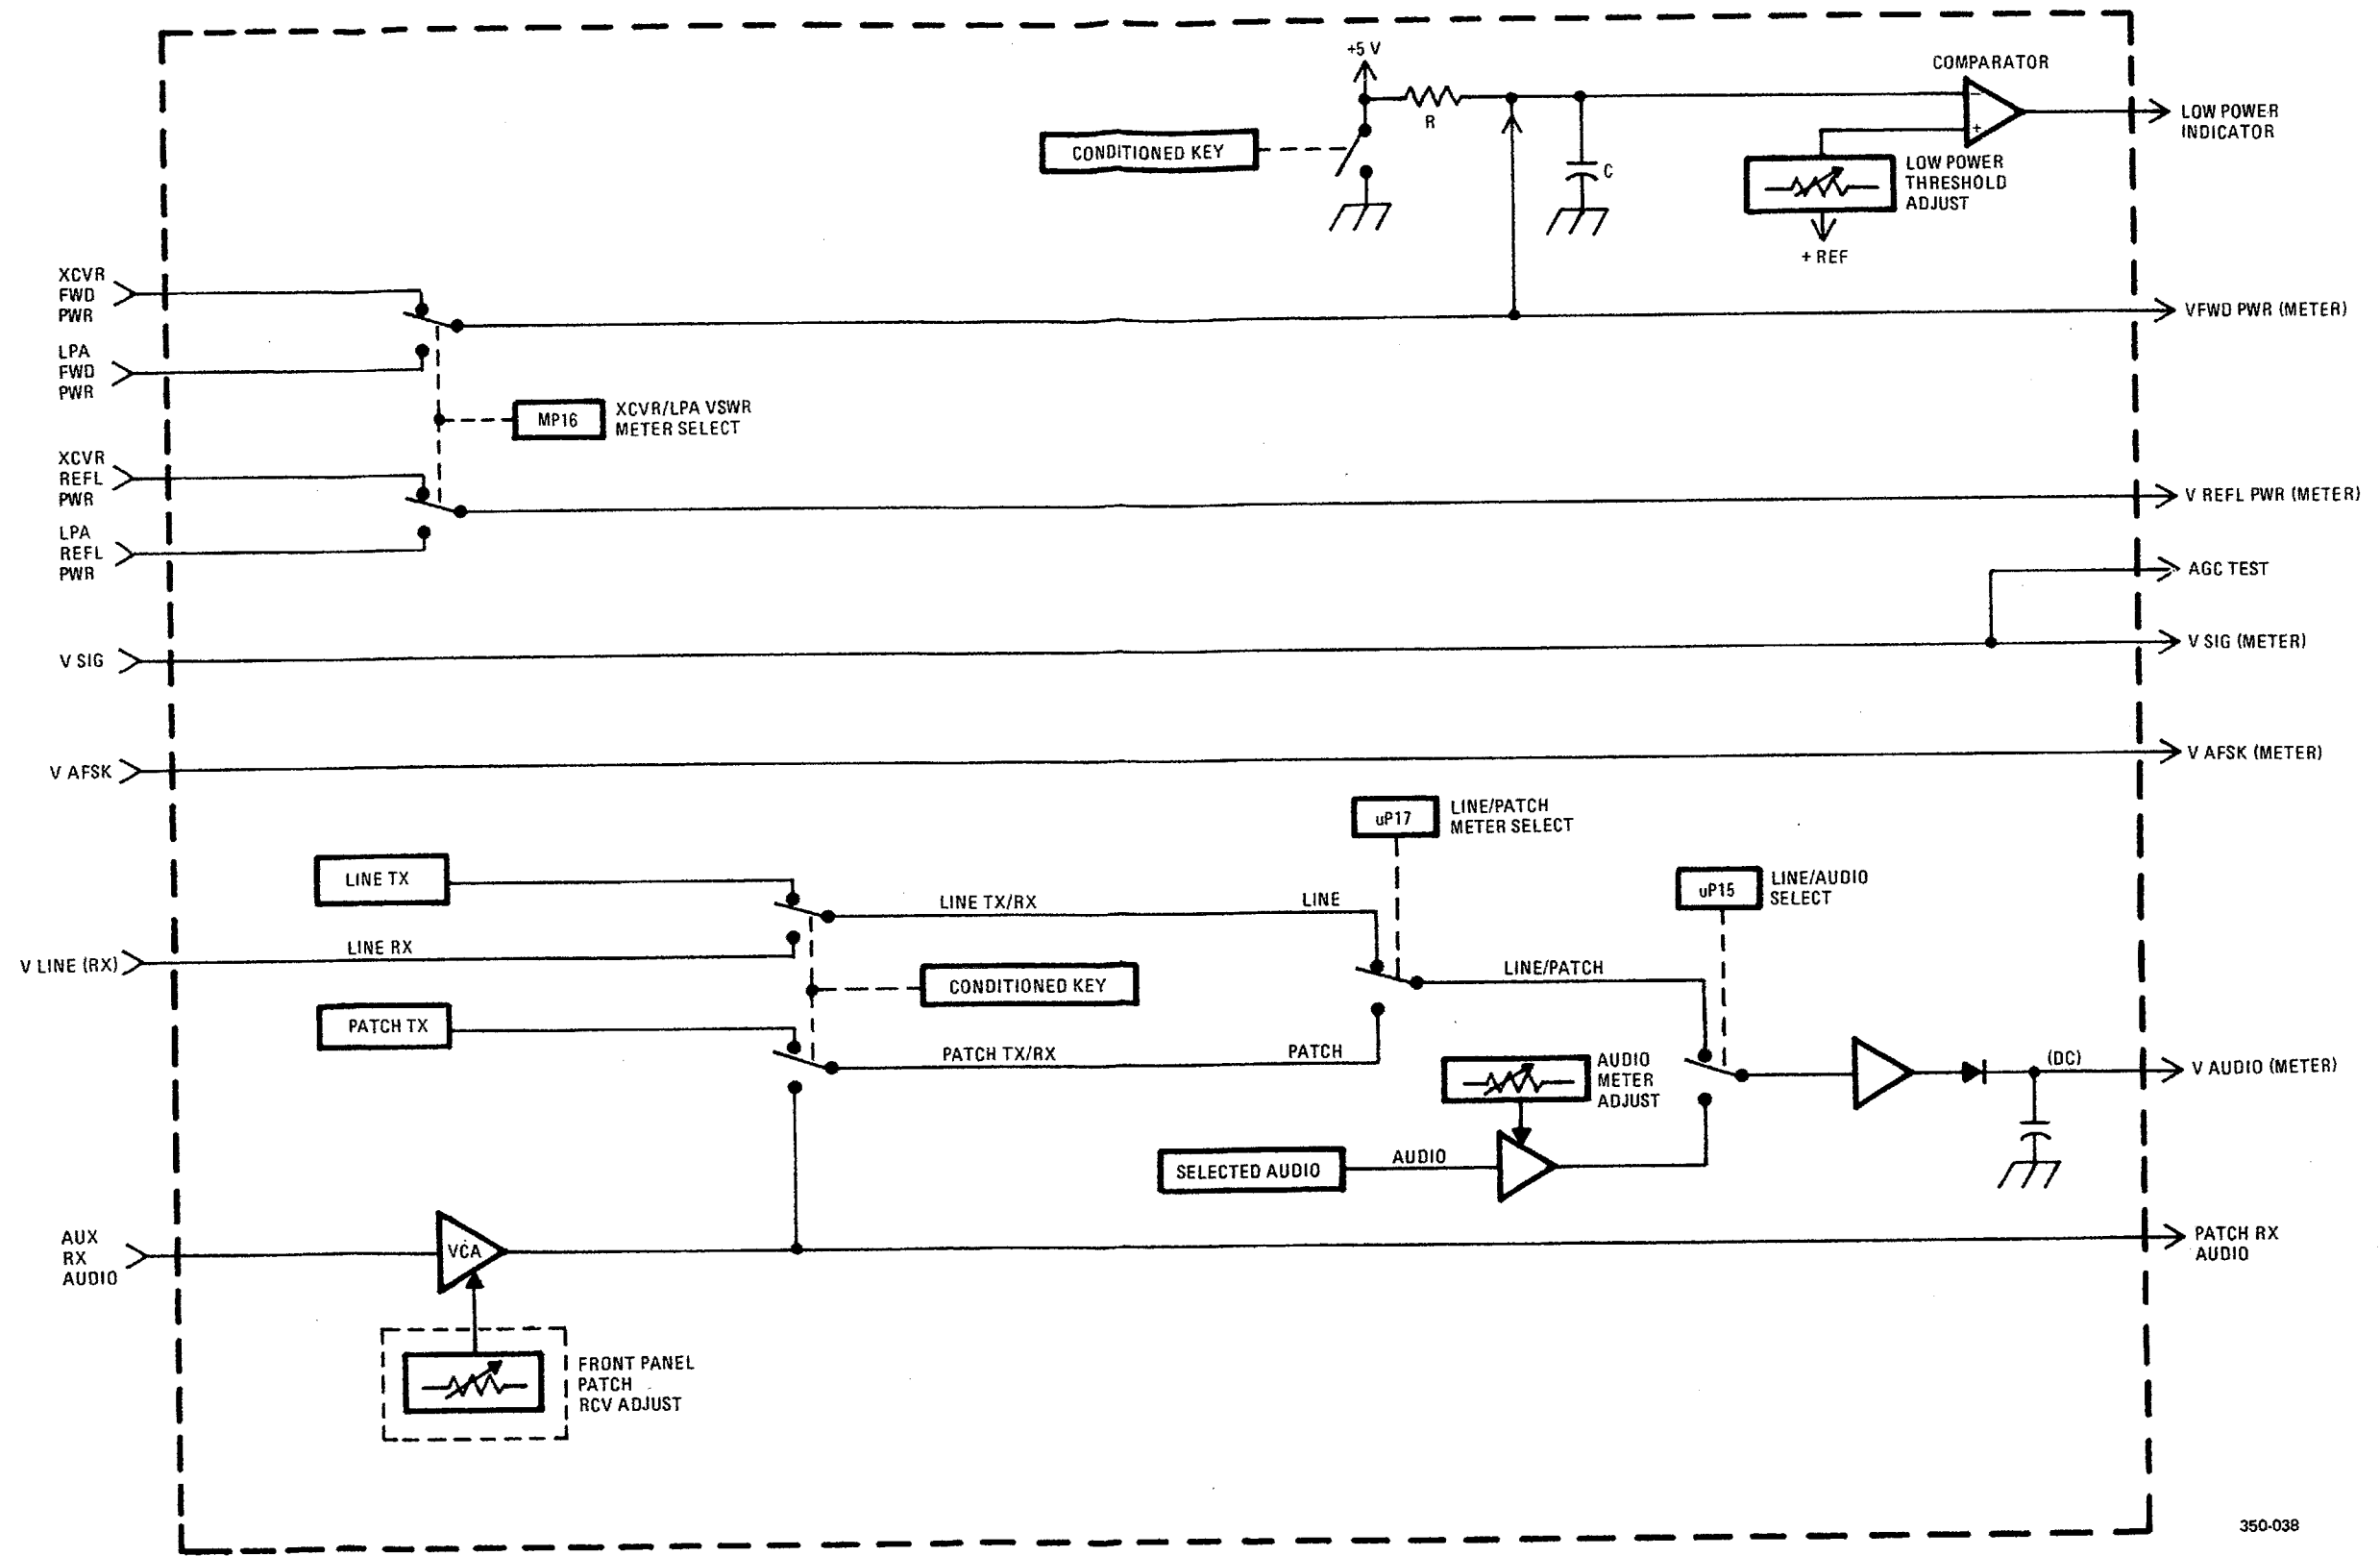 +5 V
COMPARATOR
R
CONDITIONED KEY
C
−
+
LOW POWER
INDICATOR
LOW POWER
THRESHOLD
ADJUST
+ REF
XCVR
FWD
PWR
VFWD PWR (METER)
LPA
FWD
PWR
MP16
XCVR/LPA VSWR
METER SELECT
XCVR
REFL
PWR
V REFL PWR (METER)
LPA
REFL
PWR
AGC TEST
V SIG
V SIG (METER)
V AFSK
V AFSK (METER)
uP17
LINE/PATCH
METER SELECT
LINE TX
LINE TX/RX
LINE
uP15
LINE/AUDIO
SELECT
V LINE (RX)
LINE RX
CONDITIONED KEY
LINE/PATCH
PATCH TX
PATCH TX/RX
PATCH
AUDIO
METER
ADJUST
(DC)
V AUDIO (METER)
SELECTED AUDIO
AUDIO
AUX
RX
AUDIO
VCA
PATCH RX
AUDIO
FRONT PANEL
PATCH
RCV ADJUST
350-038